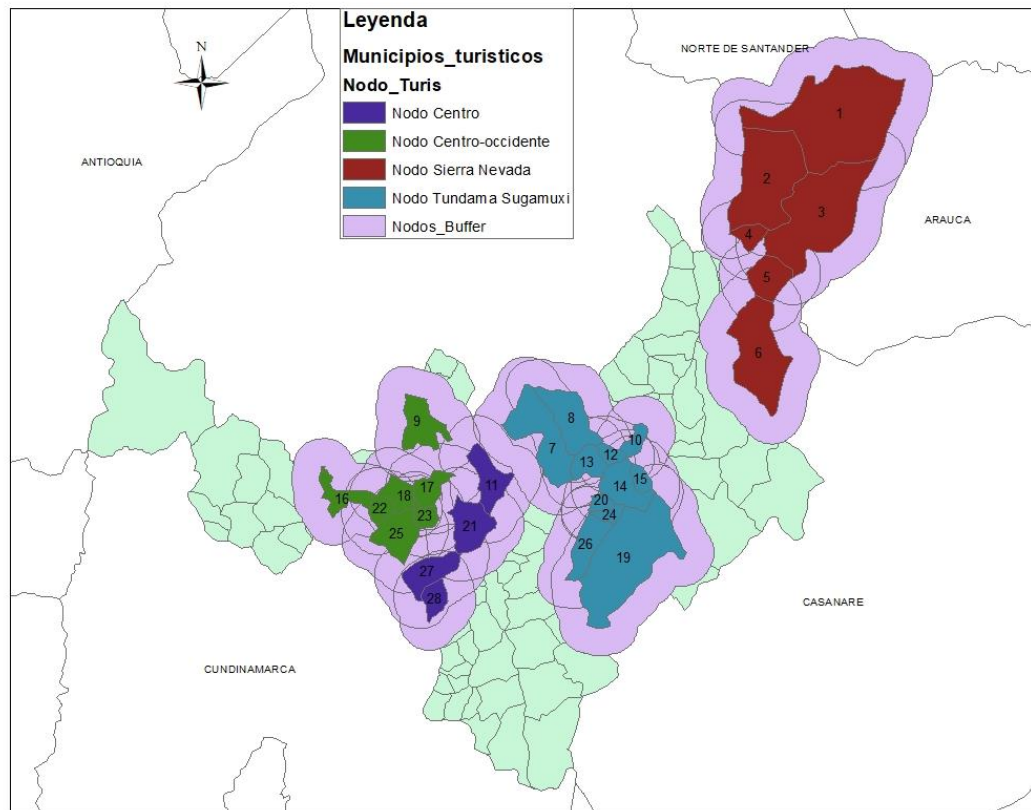 Leyenda
Municipios_turisticos
Nodo_Turis
Nodo Centro
Nodo Centro-occidente
Nodo Sierra Nevada
Nodo Tundama Sugamuxi
Nodos_Buffer
N
NORTE DE SANTANDER
ANTIOQUIA
ARAUCA
CASANARE
CUNDINAMARCA
1
2
3
4
5
6
8
9
7
10
12
13
11
15
14
17
18
16
20
22
23
24
21
25
26
19
27
28